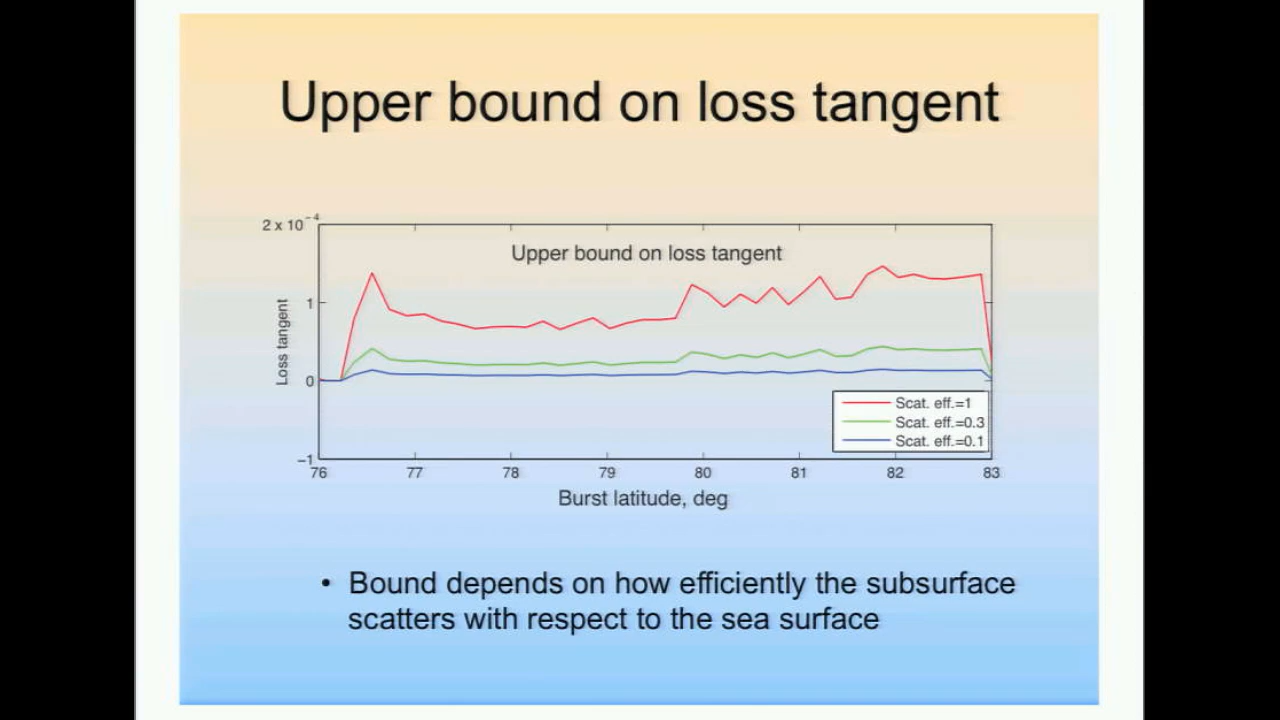 Upper bound on loss tangent
2 x 10⁻⁴
Upper bound on loss tangent
1
Loss tangent
0
Scat. eff.=1
Scat. eff.=0.3
Scat. eff.=0.1
−1
76 77 78 79 80 81 82 83
Burst latitude, deg
• Bound depends on how efficiently the subsurface
scatters with respect to the sea surface